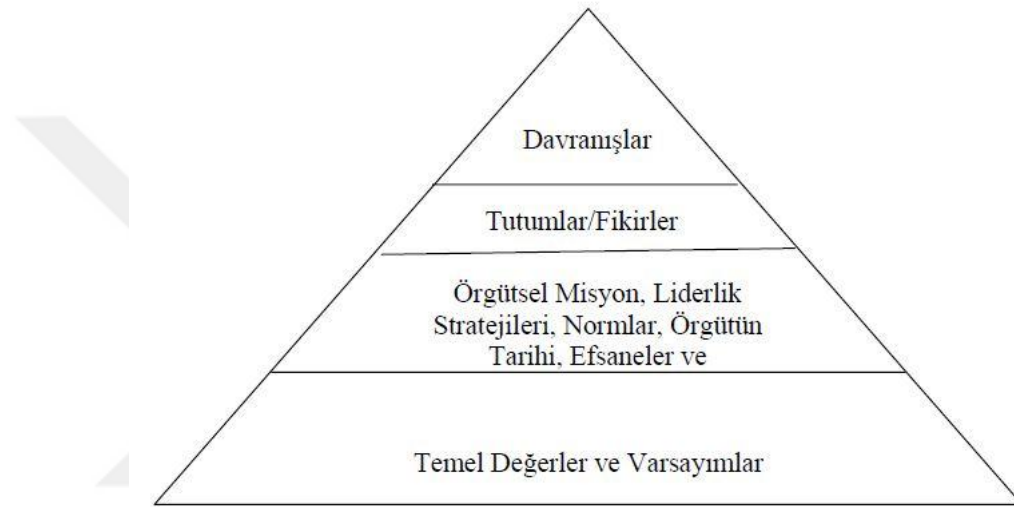 Davranışlar
Tutumlar/Fikirler
Örgütsel Misyon, Liderlik
Stratejileri, Normlar, Örgütün
Tarihi, Efsaneler ve
Temel Değerler ve Varsayımlar